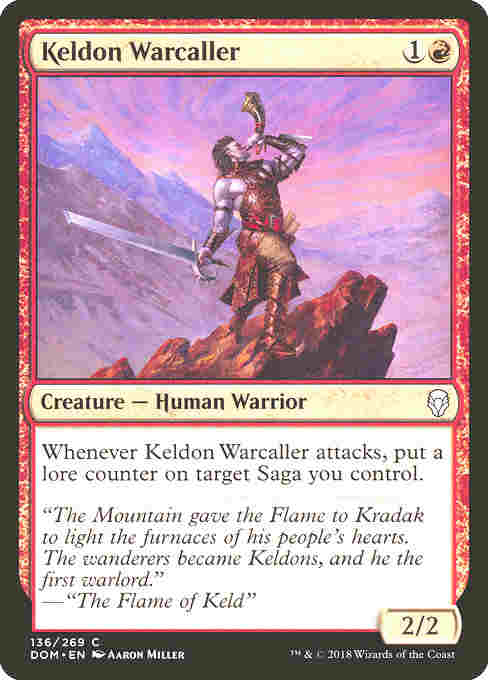 Keldon Warcaller 1
Creature — Human Warrior
Whenever Keldon Warcaller attacks, put a
lore counter on target Saga you control.
“The Mountain gave the Flame to Kradak
to light the furnaces of his people’s hearts.
The wanderers became Keldons, and he the
first warlord.”
—“The Flame of Keld”
2/2
136/269 C
DOM • EN Aaron Miller
™ & © 2018 Wizards of the Coast